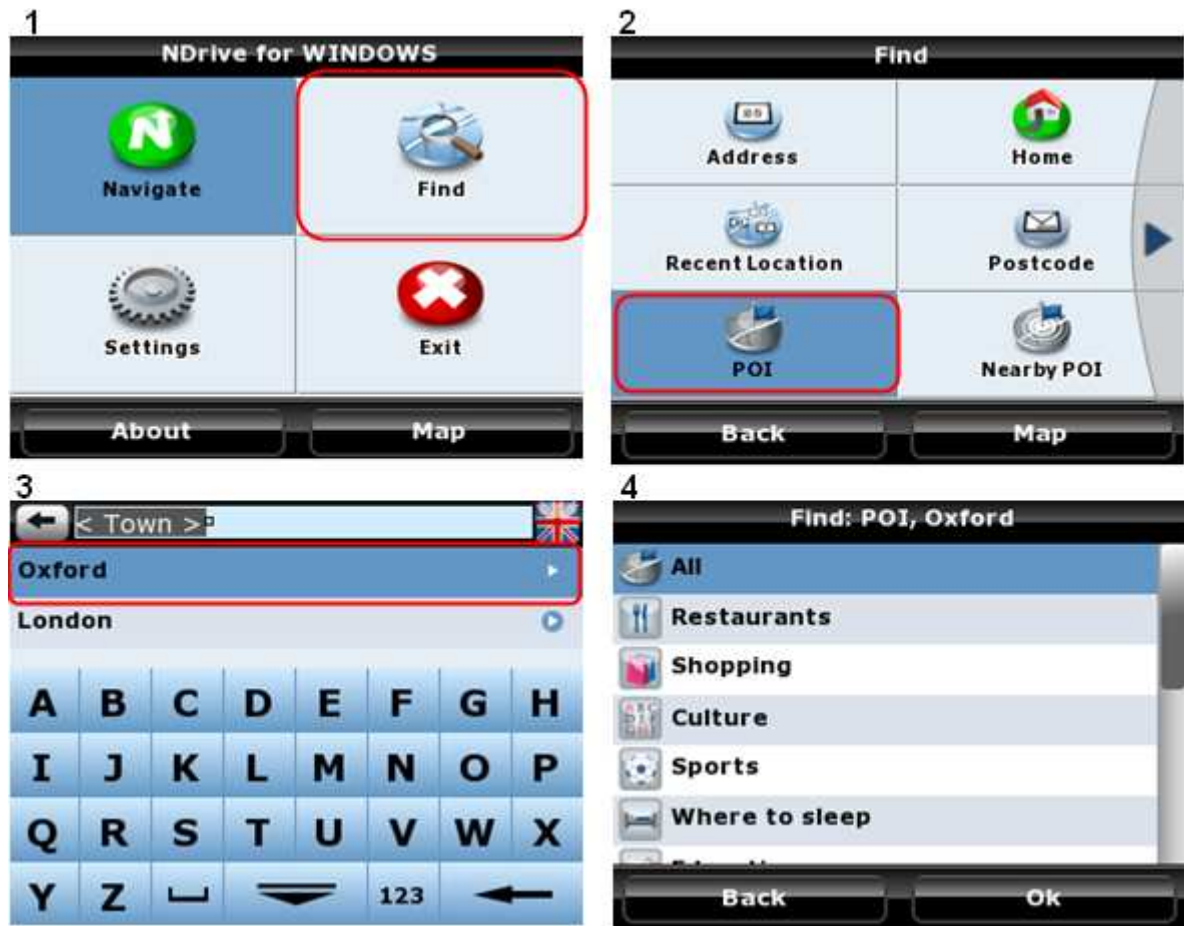 1
NDrive for WINDOWS
Navigate
Find
Settings
Exit
About
Map
2
Find
Address
Home
Recent Location
Postcode
POI
Nearby POI
Back
Map
3
< Town >
Oxford
London
A B C D E F G H
I J K L M N O P
Q R S T U V W X
Y Z 123
4
Find: POI, Oxford
All
Restaurants
Shopping
Culture
Sports
Where to sleep
Back
Ok